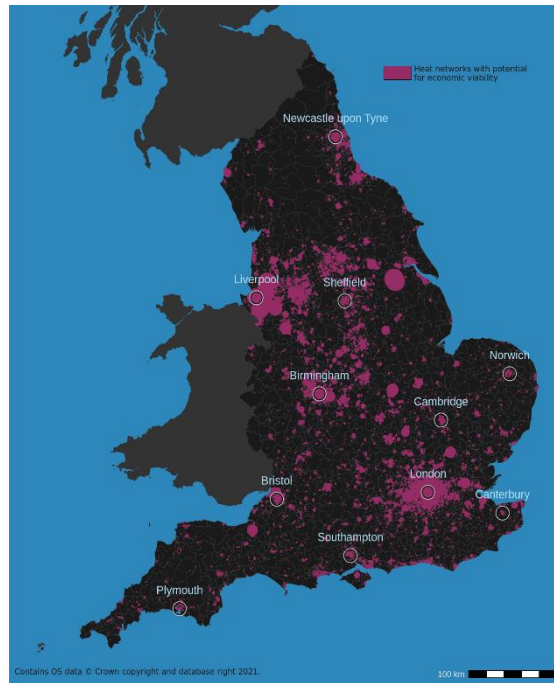 Heat networks with potential
for economic viability
Newcastle upon Tyne
Liverpool
Sheffield
Norwich
Birmingham
Cambridge
Bristol
London
Canterbury
Southampton
Plymouth
Contains OS data © Crown copyright and database right 2021.
100 km